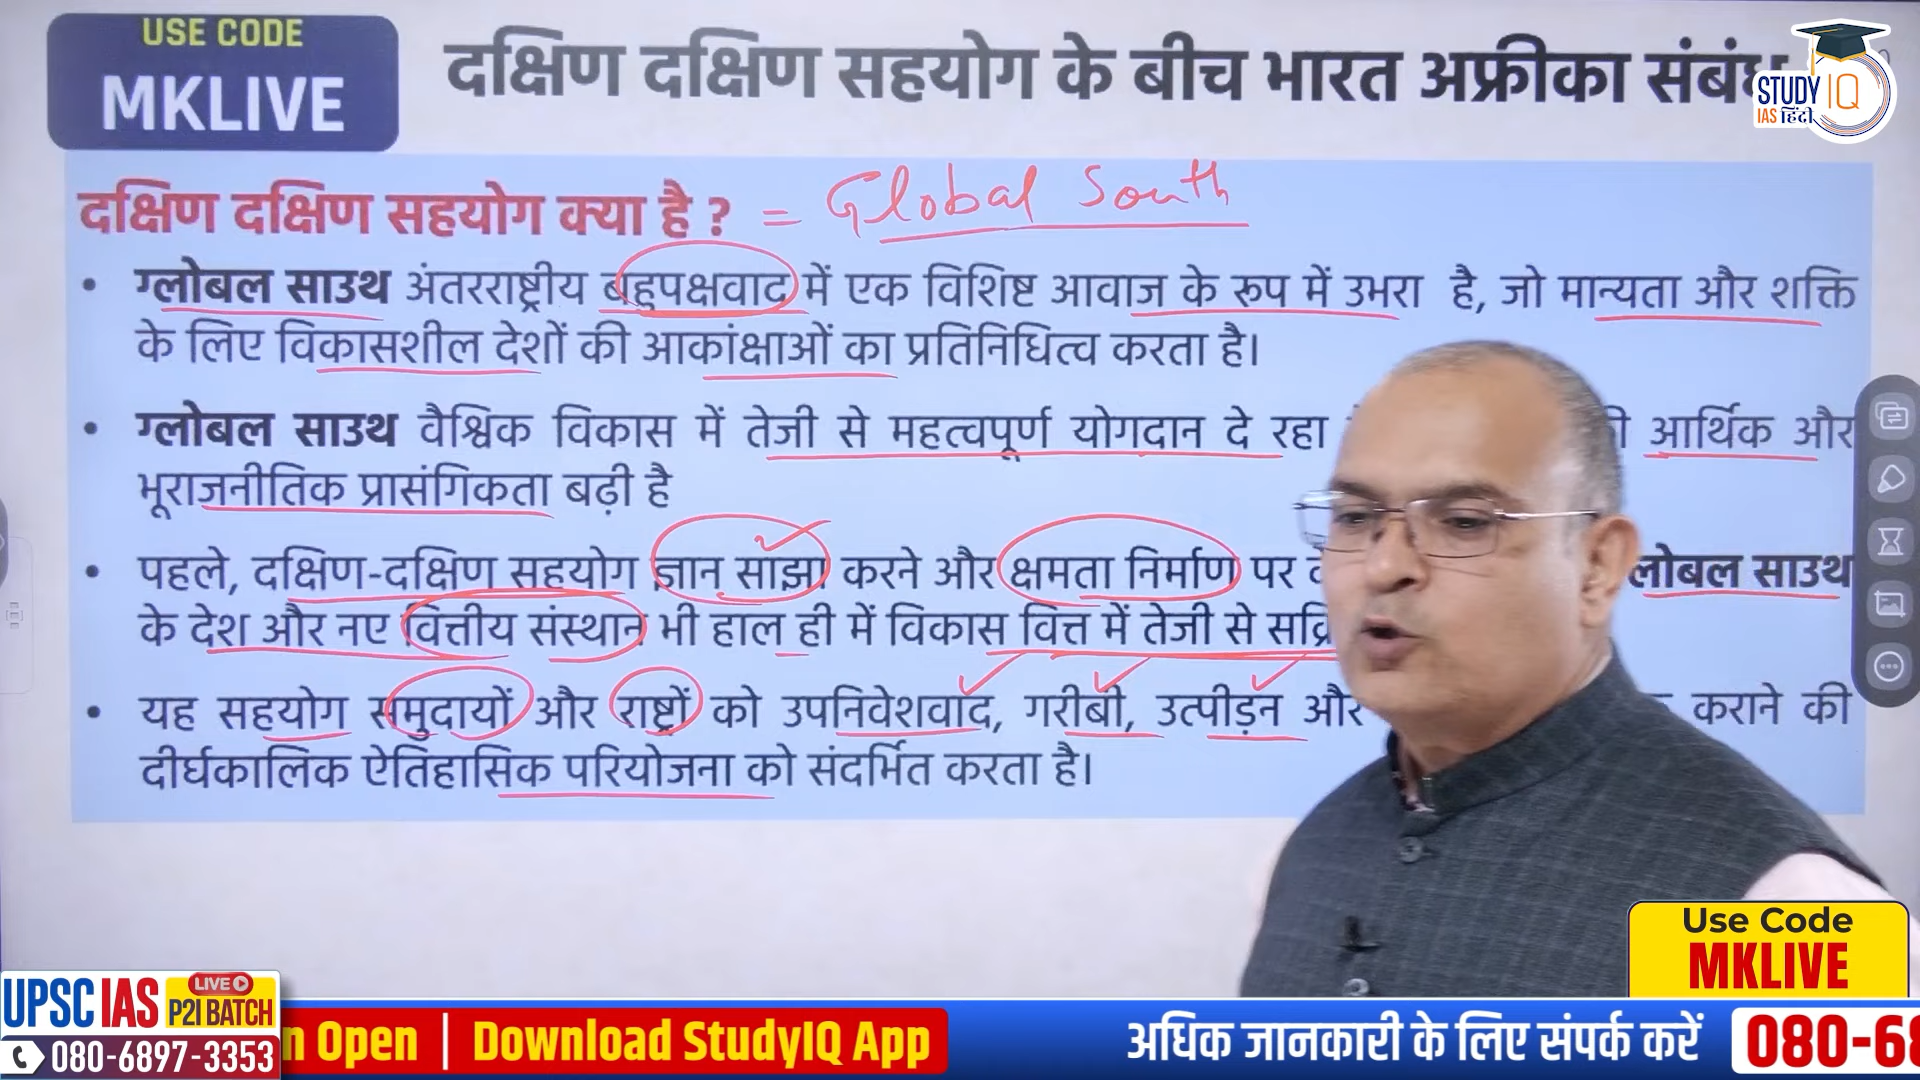 USE CODE
MKLIVE
दक्षिण दक्षिण सहयोग के बीच भारत अफ्रीका संबंध
STUDY IQ
IAS हिंदी
दक्षिण दक्षिण सहयोग क्या है ? = Global South
• ग्लोबल साउथ अंतरराष्ट्रीय बहुपक्षवाद में एक विशिष्ट आवाज के रूप में उभरा है, जो मान्यता और शक्ति
के लिए विकासशील देशों की आकांक्षाओं का प्रतिनिधित्व करता है।
• ग्लोबल साउथ वैश्विक विकास में तेजी से महत्वपूर्ण योगदान दे रहा आर्थिक और
भूराजनीतिक प्रासंगिकता बढ़ी है
• पहले, दक्षिण-दक्षिण सहयोग ज्ञान साझा करने और क्षमता निर्माण पर लोबल साउथ
के देश और नए वित्तीय संस्थान भी हाल ही में विकास वित्त में तेजी से सक्रि
• यह सहयोग समुदायों और राष्ट्रों को उपनिवेशवाद, गरीबी, उत्पीड़न और कराने की
दीर्घकालिक ऐतिहासिक परियोजना को संदर्भित करता है।
Use Code
MKLIVE
UPSC IAS LIVE P2I BATCH
080-6897-3353
n Open | Download StudyIQ App
अधिक जानकारी के लिए संपर्क करें 080-68